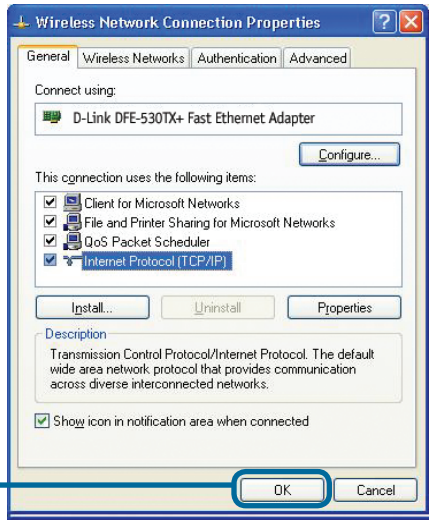 Wireless Network Connection Properties
General Wireless Networks Authentication Advanced
Connect using:
D-Link DFE-530TX+ Fast Ethernet Adapter
Configure...
This connection uses the following items:
Client for Microsoft Networks
File and Printer Sharing for Microsoft Networks
QoS Packet Scheduler
Internet Protocol (TCP/IP)
Install... Uninstall Properties
Description
Transmission Control Protocol/Internet Protocol. The default
wide area network protocol that provides communication
across diverse interconnected networks.
Show icon in notification area when connected
OK Cancel